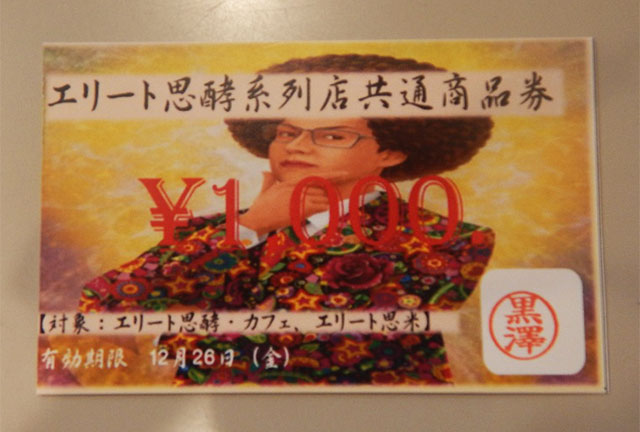 エリート思酵系列店共通商品券
¥1,000.
【対象：エリート思酵・カフェ、エリート思米】
有効期限 12月26日（金）
黒澤